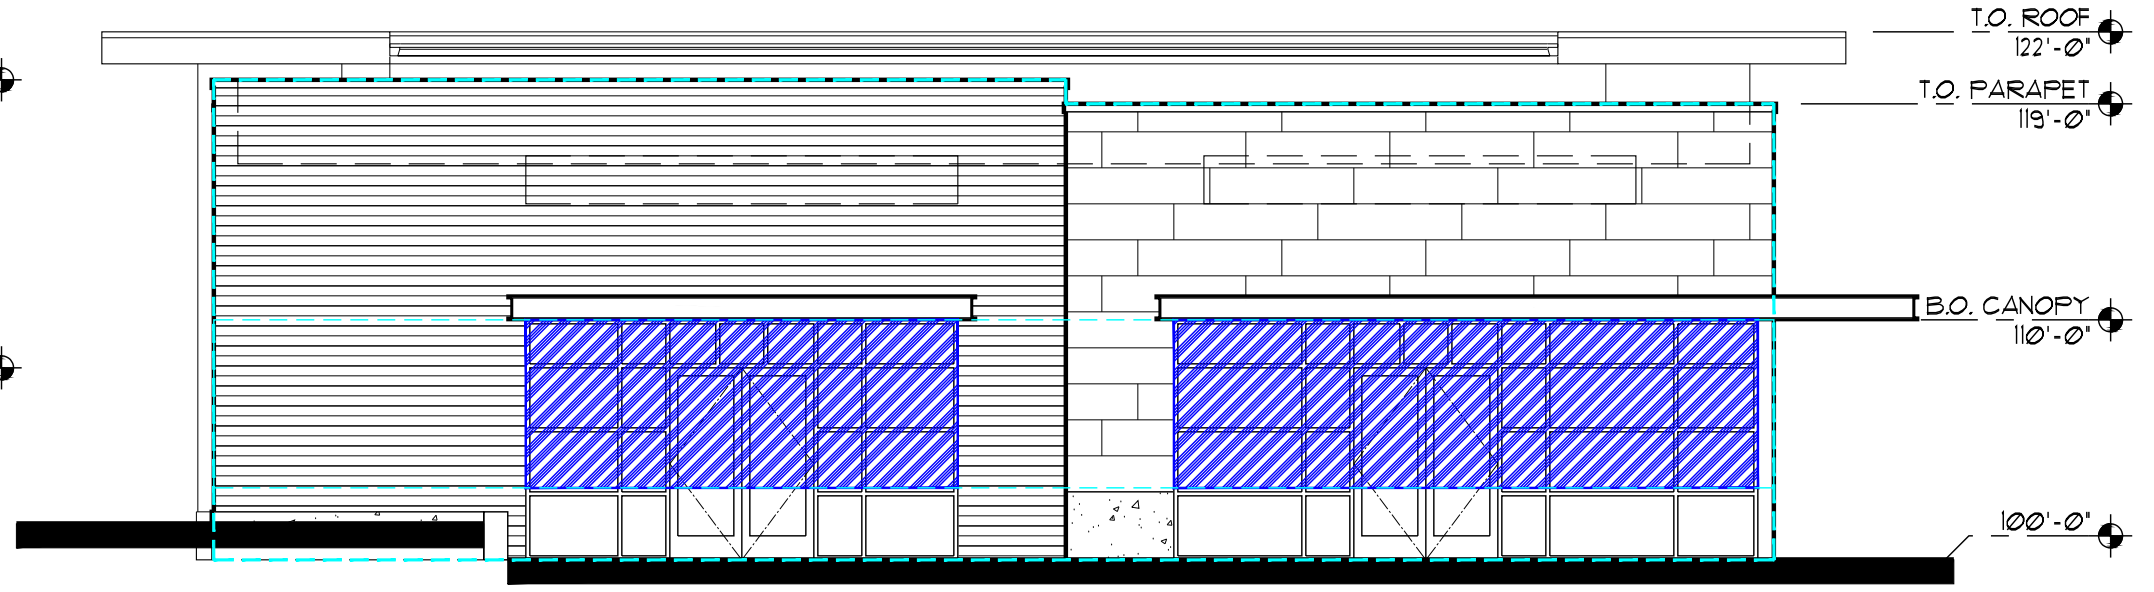 T.O. ROOF
122'-0"
T.O. PARAPET
119'-0"
B.O. CANOPY
110'-0"
100'-0"